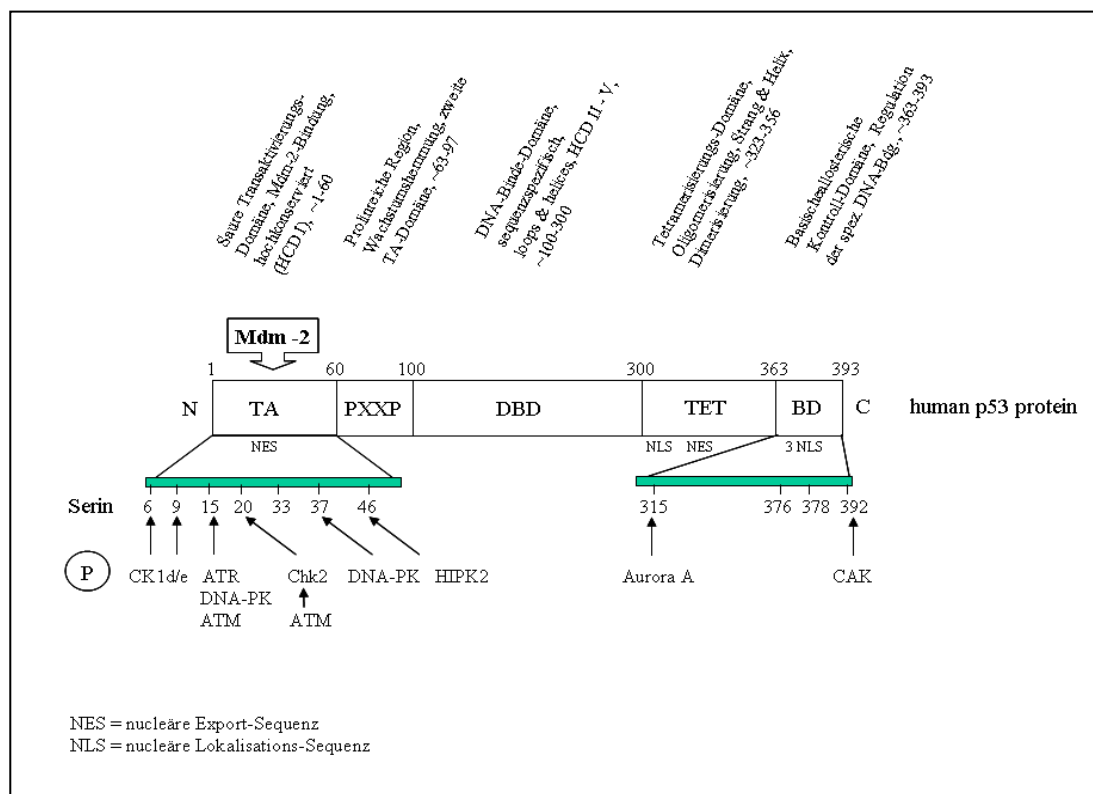 Saure Transaktivierungs-
Domäne, Mdm-2-Bindung,
hochkonserviert
(HCD I), ~1-60
Prolinreiche Region,
Wachstumshemmung, zweite
TA-Domäne, ~63-97
DNA-Binde-Domäne,
sequenzspezifisch,
loops & helices, HCD II - V,
~100-300
Tetramerisierungs-Domäne,
Oligomerisierung, Strang & Helix,
Dimerisierung, ~323-356
Basischeallosterische
Kontroll-Domäne, Regulation
der spez. DNA-Bdg., ~363-393
Mdm -2
1 60 100 300 363 393
N TA PXXP DBD TET BD C human p53 protein
NES NLS NES 3 NLS
Serin 6 9 15 20 33 37 46 315 376 378 392
P CK1d/e ATR Chk2 DNA-PK HIPK2 Aurora A CAK
DNA-PK
ATM ATM
NES = nucleäre Export-Sequenz
NLS = nucleäre Lokalisations-Sequenz